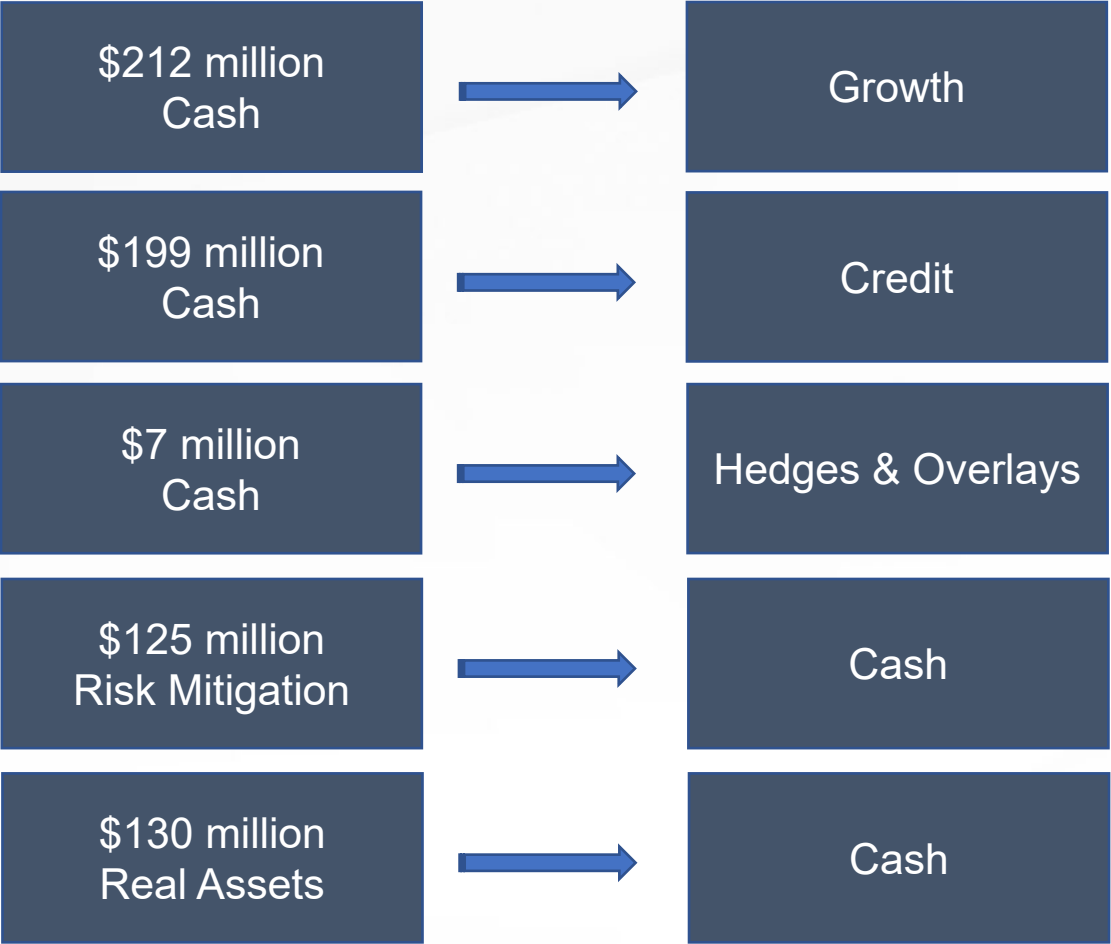 $212 million
Cash
Growth
$199 million
Cash
Credit
$7 million
Cash
Hedges & Overlays
$125 million
Risk Mitigation
Cash
$130 million
Real Assets
Cash